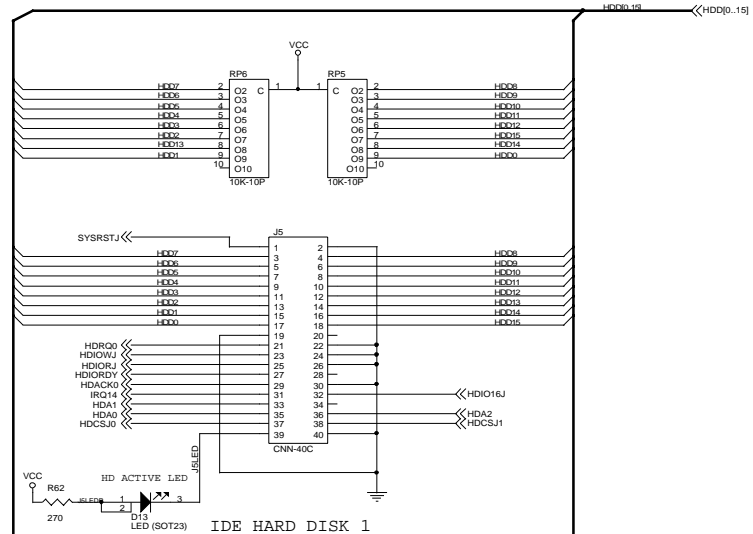 HDD[0..15]
HDD[0..15]
VCC
RP6
RP5
HDD7 2 O2 C 1 1 C O2 2 HDD8
HDD6 3 O3 O3 3 HDD9
HDD5 4 O4 O4 4 HDD10
HDD4 5 O5 O5 5 HDD11
HDD3 6 O6 O6 6 HDD12
HDD2 7 O7 O7 7 HDD15
HDD13 8 O8 O8 8 HDD14
HDD1 9 O9 O9 9 HDD0
10 O10 O10 10
10K-10P
10K-10P
J5
SYSRSTJ
1 2
HDD7 3 4 HDD8
HDD6 5 6 HDD9
HDD5 7 8 HDD10
HDD4 9 10 HDD11
HDD3 11 12 HDD12
HDD2 13 14 HDD13
HDD1 15 16 HDD14
HDD0 17 18 HDD15
19 20
HDRQ0 21 22
HDIOWJ 23 24
HDIORJ 25 26
HDIORDY 27 28
HDACK0 29 30
IRQ14 31 32 HDIO16J
HDA1 33 34
HDA0 35 36 HDA2
HDCSJ0 37 38 HDCSJ1
39 40
CNN-40C
J5LED
VCC
HD ACTIVE LED
R62
270
1
2
3
D13
LED (SOT23)
IDE HARD DISK 1